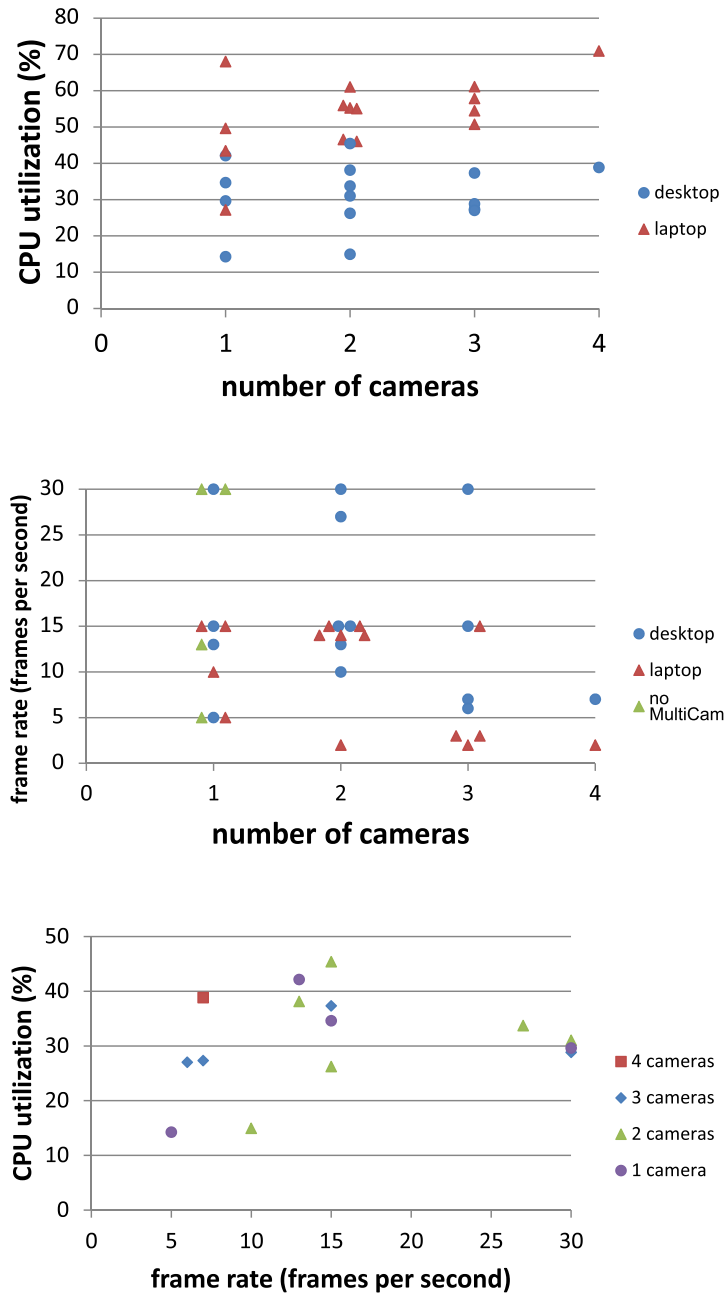 80
70
60
50
40
30
20
10
0
CPU utilization (%)
0 1 2 3 4
number of cameras
desktop
laptop
30
25
20
15
10
5
0
frame rate (frames per second)
0 1 2 3 4
number of cameras
desktop
laptop
no
MultiCam
50
40
30
20
10
0
CPU utilization (%)
0 5 10 15 20 25 30
frame rate (frames per second)
4 cameras
3 cameras
2 cameras
1 camera